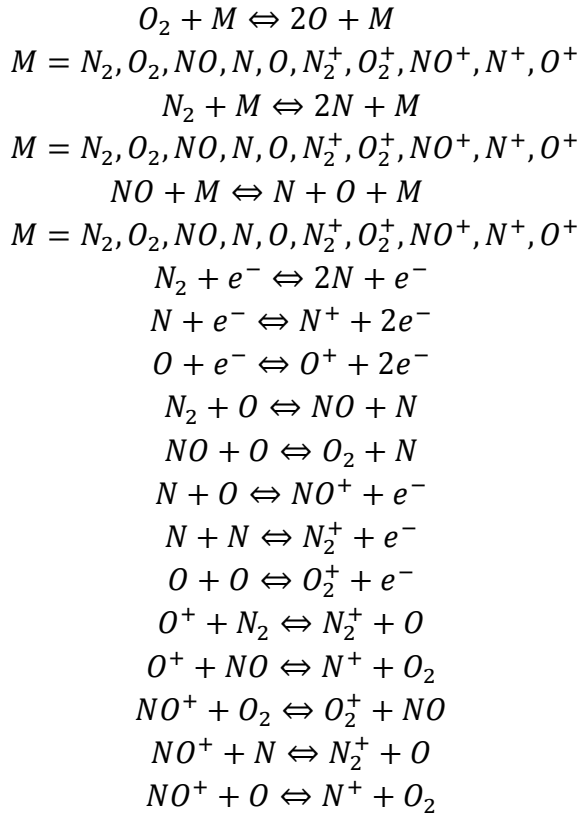 O₂ + M ⇔ 2O + M
M = N₂, O₂, NO, N, O, N₂⁺, O₂⁺, NO⁺, N⁺, O⁺
N₂ + M ⇔ 2N + M
M = N₂, O₂, NO, N, O, N₂⁺, O₂⁺, NO⁺, N⁺, O⁺
NO + M ⇔ N + O + M
M = N₂, O₂, NO, N, O, N₂⁺, O₂⁺, NO⁺, N⁺, O⁺
N₂ + e⁻ ⇔ 2N + e⁻
N + e⁻ ⇔ N⁺ + 2e⁻
O + e⁻ ⇔ O⁺ + 2e⁻
N₂ + O ⇔ NO + N
NO + O ⇔ O₂ + N
N + O ⇔ NO⁺ + e⁻
N + N ⇔ N₂⁺ + e⁻
O + O ⇔ O₂⁺ + e⁻
O⁺ + N₂ ⇔ N₂⁺ + O
O⁺ + NO ⇔ N⁺ + O₂
NO⁺ + O₂ ⇔ O₂⁺ + NO
NO⁺ + N ⇔ N₂⁺ + O
NO⁺ + O ⇔ N⁺ + O₂